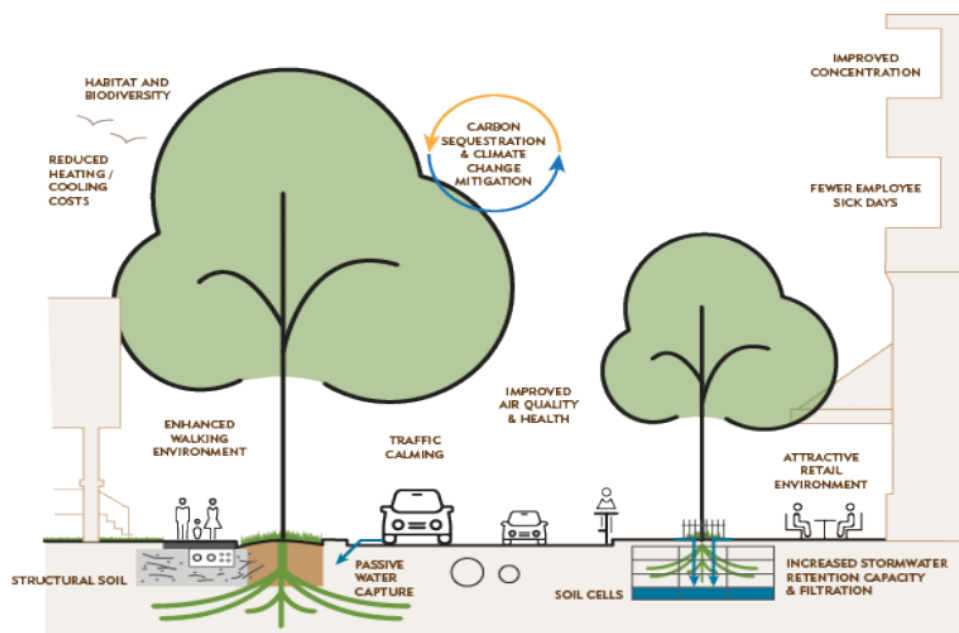 HABITAT AND
BIODIVERSITY
REDUCED
HEATING /
COOLING
COSTS
CARBON
SEQUESTRATION
& CLIMATE
CHANGE
MITIGATION
IMPROVED
CONCENTRATION
FEWER EMPLOYEE
SICK DAYS
ENHANCED
WALKING
ENVIRONMENT
TRAFFIC
CALMING
IMPROVED
AIR QUALITY
& HEALTH
ATTRACTIVE
RETAIL
ENVIRONMENT
STRUCTURAL SOIL
PASSIVE
WATER
CAPTURE
SOIL CELLS
INCREASED STORMWATER
RETENTION CAPACITY
& FILTRATION